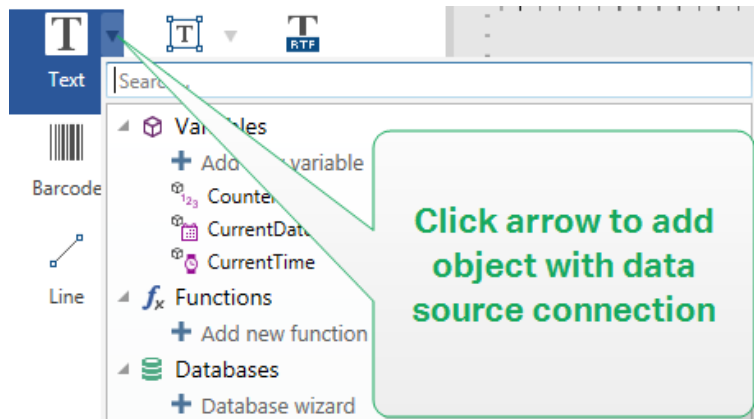 T
T
T
RTF
Text
Search...
Barcode
Line
Variables
Add new variable
Counter
CurrentDate
CurrentTime
Functions
Add new function
Databases
Database wizard
Click arrow to add
object with data
source connection